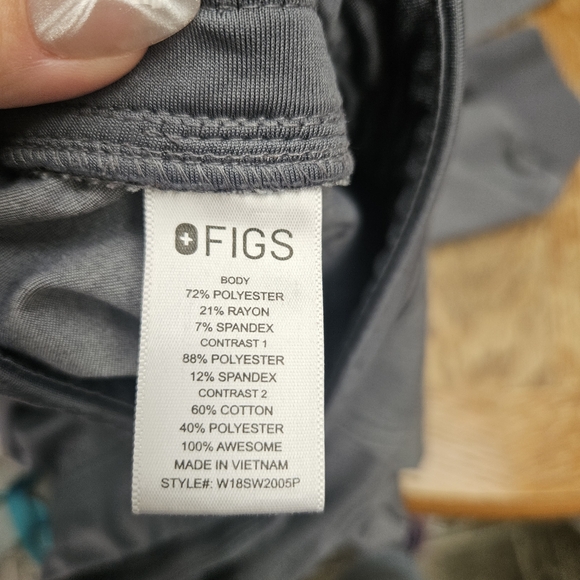 FIGS
BODY
72% POLYESTER
21% RAYON
7% SPANDEX
CONTRAST 1
88% POLYESTER
12% SPANDEX
CONTRAST 2
60% COTTON
40% POLYESTER
100% AWESOME
MADE IN VIETNAM
STYLE#: W18SW2005P